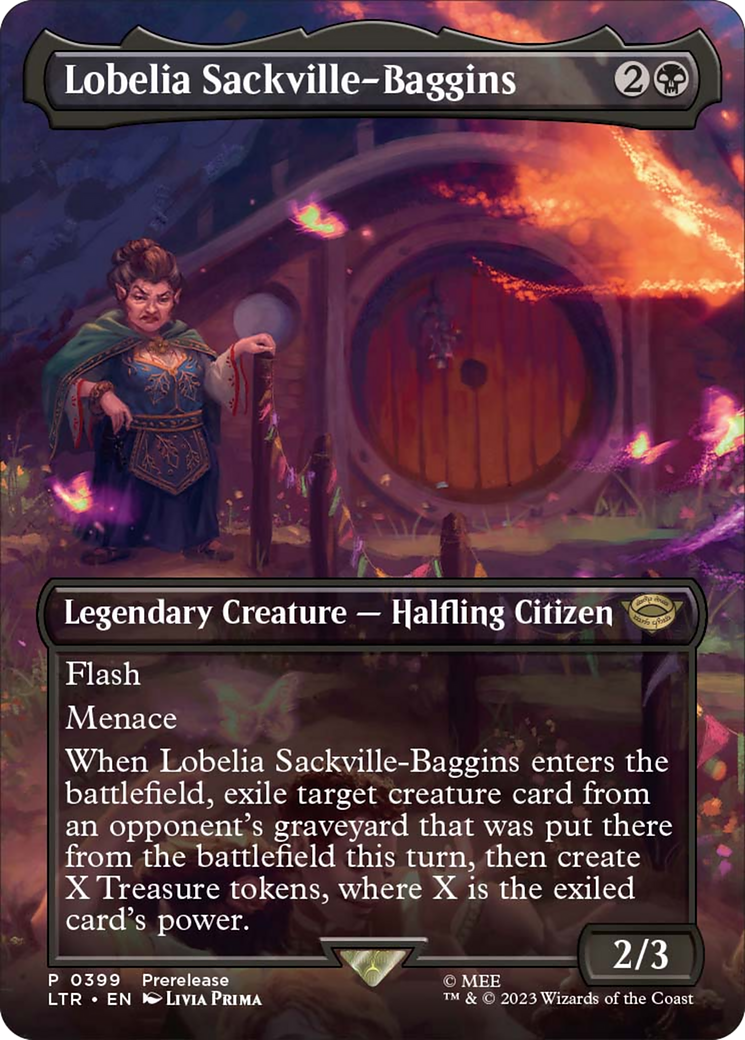 Lobelia Sackville-Baggins 2
Legendary Creature — Halfling Citizen
Flash
Menace
When Lobelia Sackville-Baggins enters the
battlefield, exile target creature card from
an opponent's graveyard that was put there
from the battlefield this turn, then create
X Treasure tokens, where X is the exiled
card's power.
2/3
P 0399 Prerelease
LTR • EN Livia Prima
© MEE
™ & © 2023 Wizards of the Coast